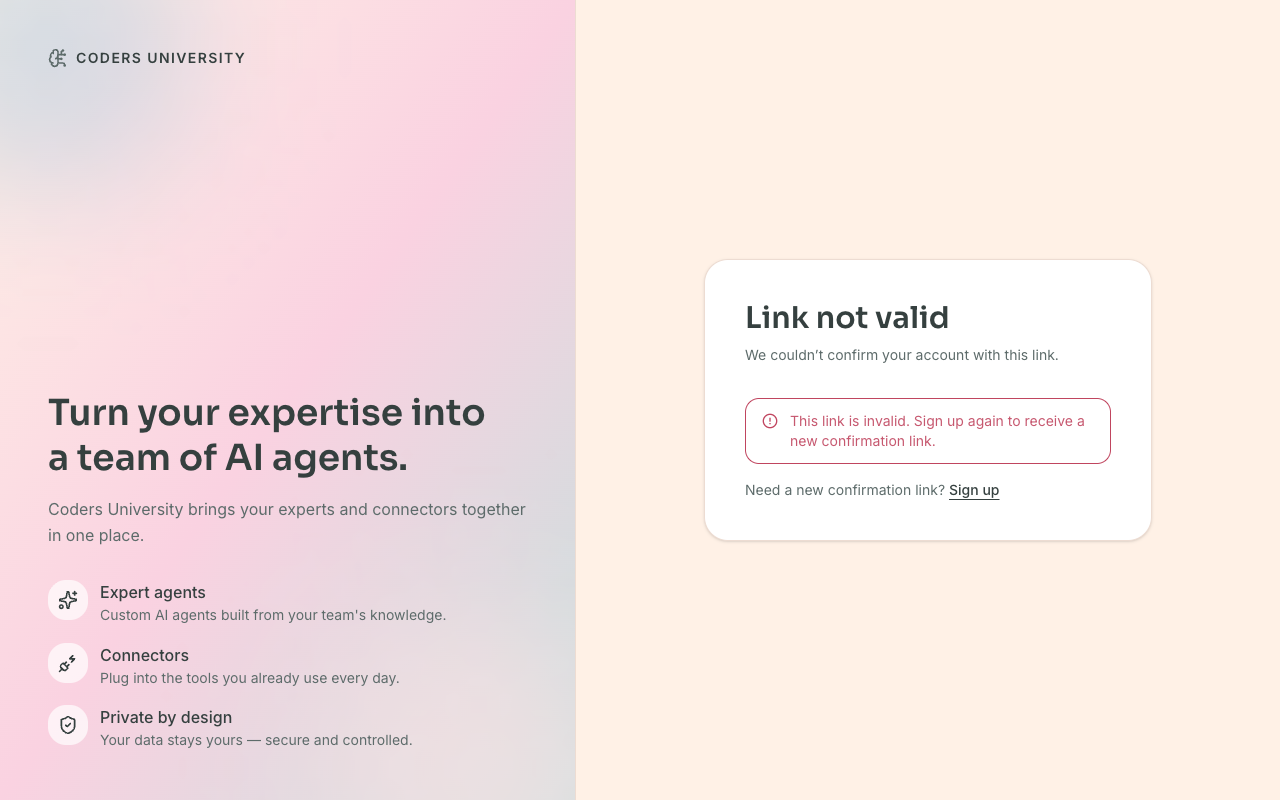 CODERS UNIVERSITY
Turn your expertise into
a team of AI agents.
Coders University brings your experts and connectors together
in one place.
Expert agents
Custom AI agents built from your team's knowledge.
Connectors
Plug into the tools you already use every day.
Private by design
Your data stays yours — secure and controlled.
Link not valid
We couldn’t confirm your account with this link.
This link is invalid. Sign up again to receive a
new confirmation link.
Need a new confirmation link? Sign up